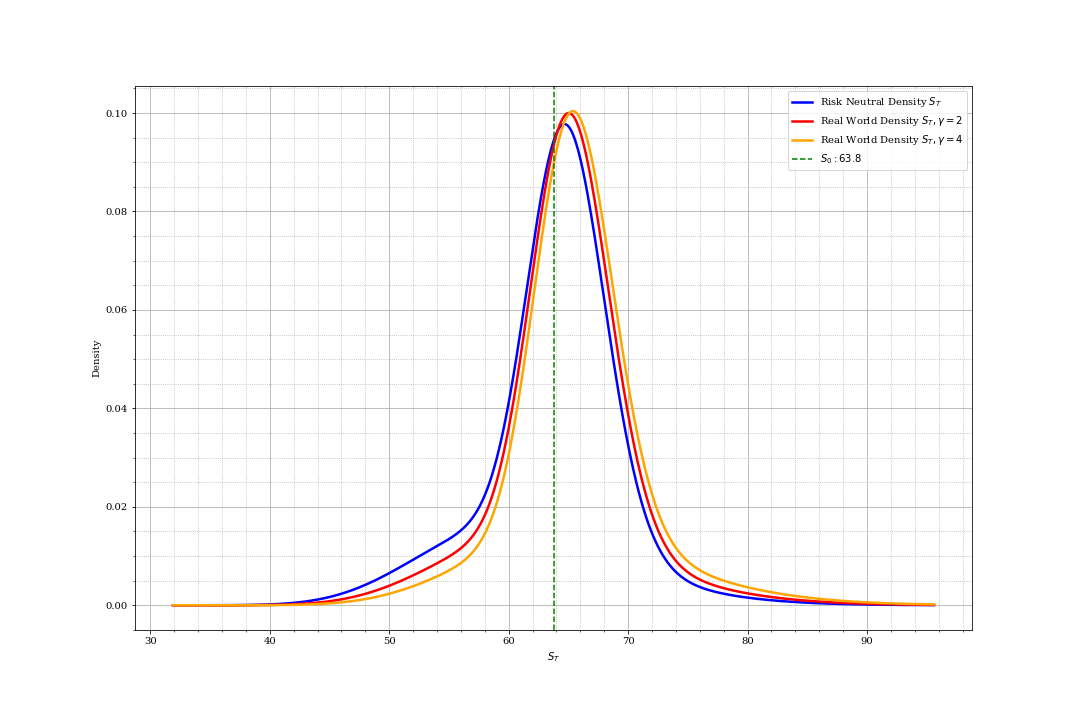 Risk Neutral Density S_T
Real World Density S_T, γ = 2
Real World Density S_T, γ = 4
S_0 : 63.8
0.10
0.08
0.06
0.04
0.02
0.00
Density
30 40 50 60 70 80 90
S_T